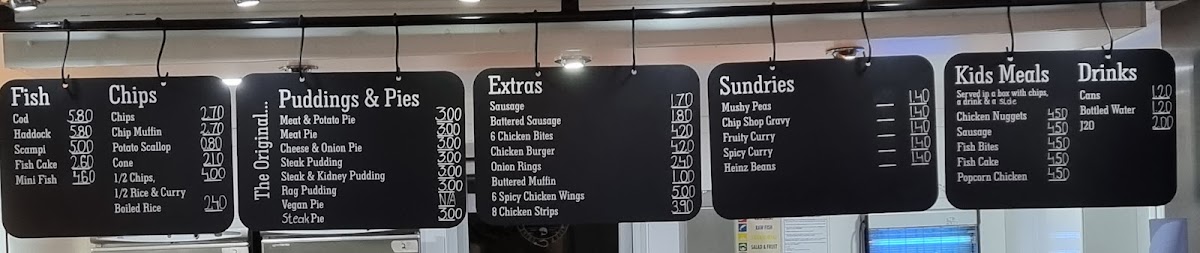 Fish
Cod 5.80
Haddock 5.80
Scampi 5.00
Fish Cake 2.60
Mini Fish 4.60
Chips
Chips 2.70
Chip Muffin 2.70
Potato Scallop 0.80
Cone 2.10
1/2 Chips, 4.00
1/2 Rice & Curry
Boiled Rice 2.40
The Original...
Puddings & Pies
Meat & Potato Pie 3.00
Meat Pie 3.00
Cheese & Onion Pie 3.00
Steak Pudding 3.00
Steak & Kidney Pudding 3.00
Rag Pudding 3.00
Vegan Pie N/A
Steak Pie 3.00
Extras
Sausage 1.70
Battered Sausage 1.80
6 Chicken Bites 4.20
Chicken Burger 4.20
Onion Rings 2.40
Buttered Muffin 1.00
6 Spicy Chicken Wings 5.00
8 Chicken Strips 3.90
Sundries
Mushy Peas — 1.40
Chip Shop Gravy — 1.40
Fruity Curry — 1.40
Spicy Curry — 1.40
Heinz Beans — 1.40
Kids Meals
Served in a box with chips,
a drink & a side
Chicken Nuggets 4.50
Sausage 4.50
Fish Bites 4.50
Fish Cake 4.50
Popcorn Chicken 4.50
Drinks
Cans 1.20
Bottled Water 1.20
J2O 2.00
RAW FISH
SALAD & FRUIT
2